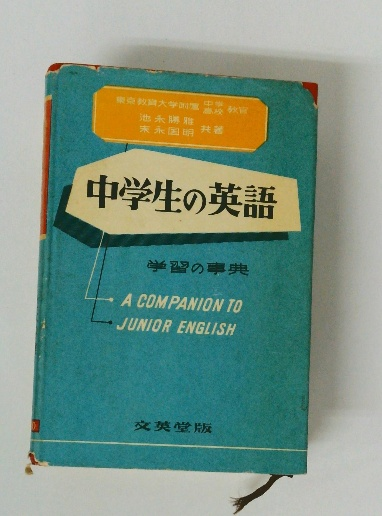 東京教育大学附属 中学 高校 教官
池永勝雅
末永国明 共著
中学生の英語
学習の事典
A COMPANION TO
JUNIOR ENGLISH
文英堂版